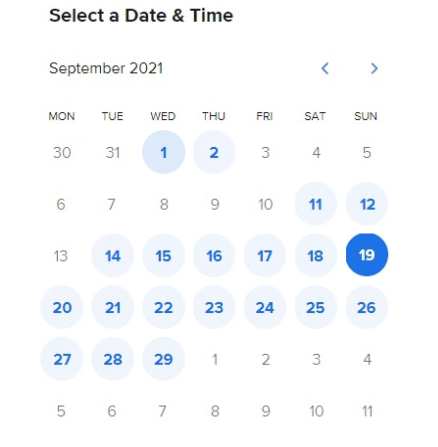 Select a Date & Time
September 2021
MON TUE WED THU FRI SAT SUN
30 31 1 2 3 4 5
6 7 8 9 10 11 12
13 14 15 16 17 18 19
20 21 22 23 24 25 26
27 28 29 1 2 3 4
5 6 7 8 9 10 11